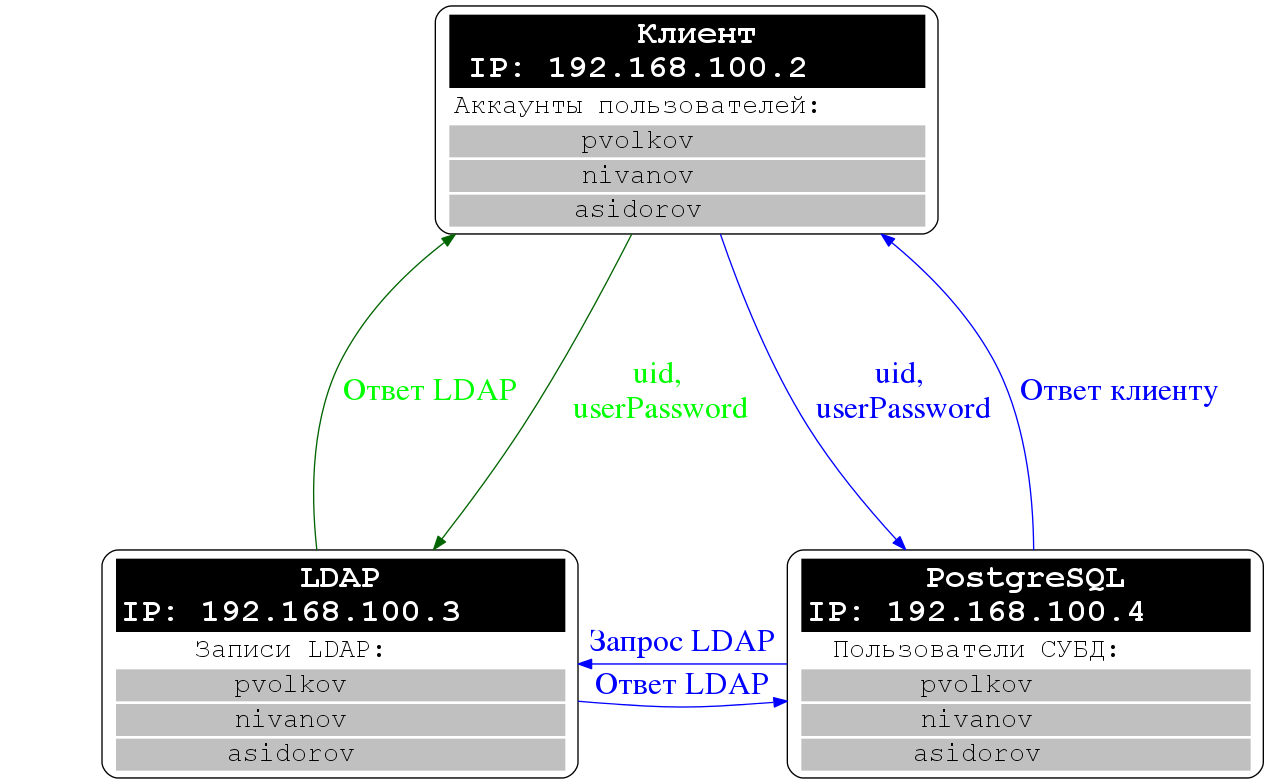 Клиент
IP: 192.168.100.2
Аккаунты пользователей:
pvolkov
nivanov
asidorov
Ответ LDAP
uid,
userPassword
uid,
userPassword
Ответ клиенту
LDAP
IP: 192.168.100.3
Записи LDAP:
pvolkov
nivanov
asidorov
Запрос LDAP
Ответ LDAP
PostgreSQL
IP: 192.168.100.4
Пользователи СУБД:
pvolkov
nivanov
asidorov